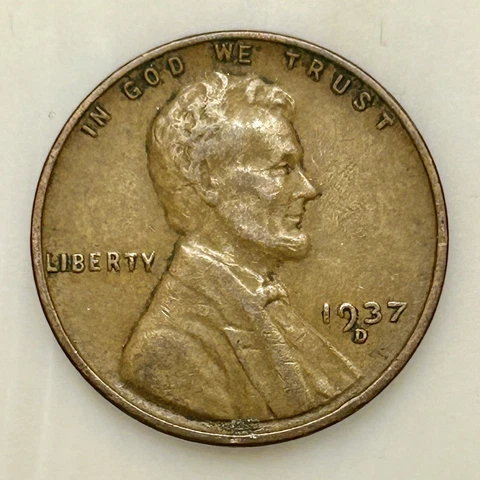 IN GOD WE TRUST
LIBERTY
1937
D